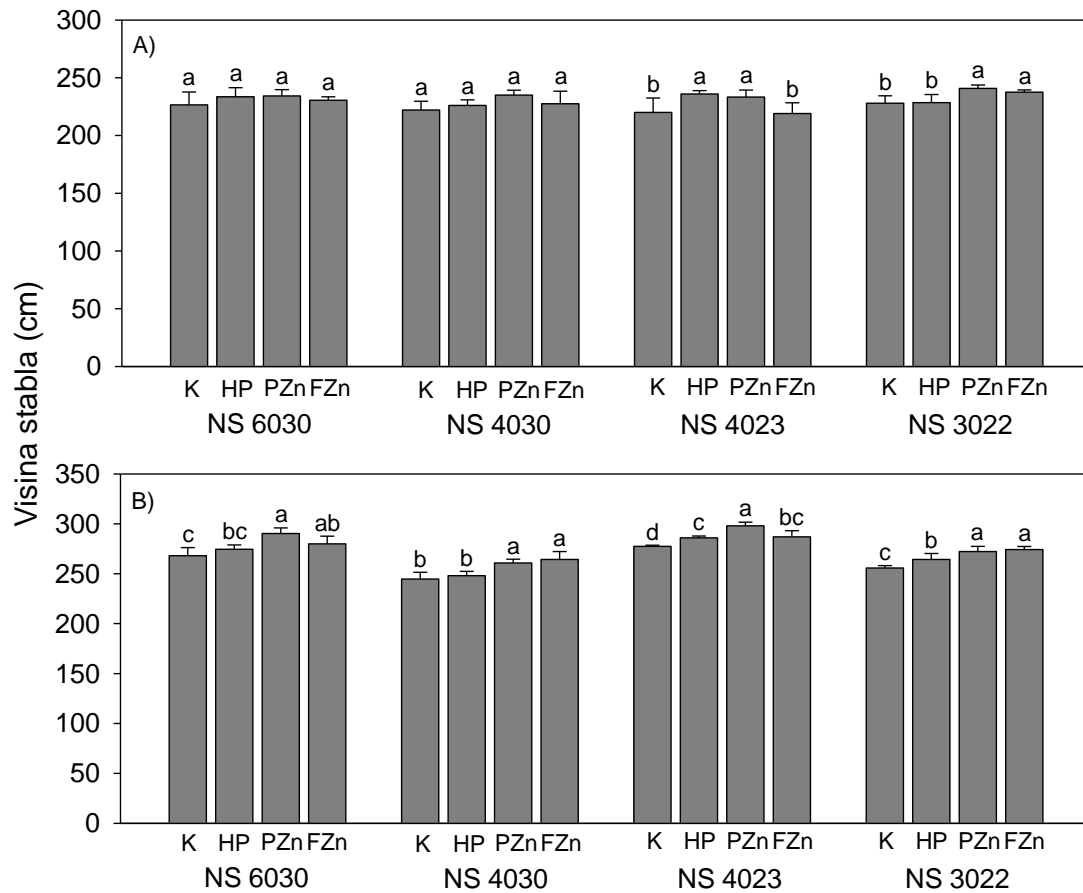 Visina stabla (cm)
A)
300
250
200
150
100
50
0
a a a a a a a a b a a b b b a a
K HP PZn FZn K HP PZn FZn K HP PZn FZn K HP PZn FZn
NS 6030 NS 4030 NS 4023 NS 3022
B)
350
300
250
200
150
100
50
0
c bc a ab b b a a d c a bc c b a a
K HP PZn FZn K HP PZn FZn K HP PZn FZn K HP PZn FZn
NS 6030 NS 4030 NS 4023 NS 3022